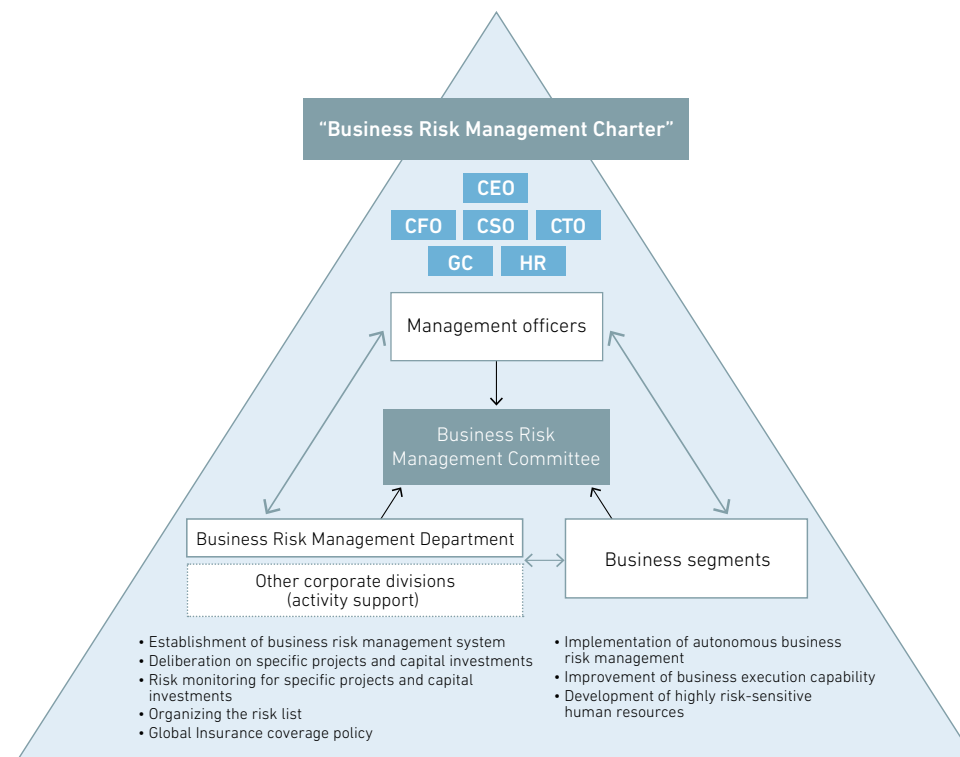 “Business Risk Management Charter”
CEO
CFO
CSO
CTO
GC
HR
Management officers
Business Risk
Management Committee
Business Risk Management Department
Other corporate divisions
(activity support)
Business segments
• Establishment of business risk management system
• Deliberation on specific projects and capital investments
• Risk monitoring for specific projects and capital
investments
• Organizing the risk list
• Global Insurance coverage policy
• Implementation of autonomous business
risk management
• Improvement of business execution capability
• Development of highly risk-sensitive
human resources